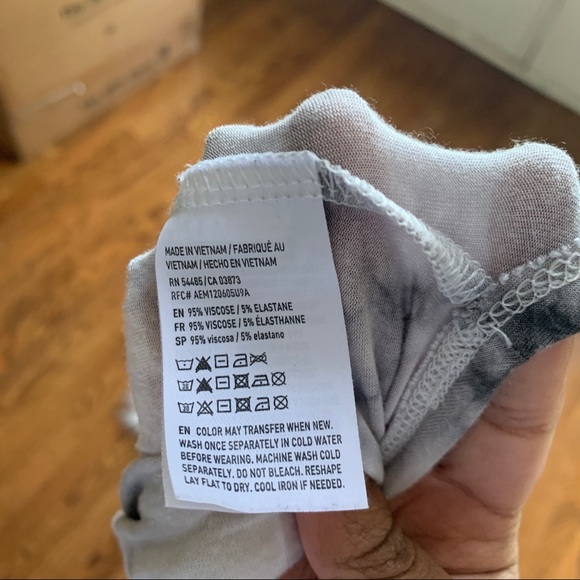 MADE IN VIETNAM / FABRIQUÉ AU
VIETNAM / HECHO EN VIETNAM
RN 54485/CA 03873
RFC# AEM120605U9A
EN 95% VISCOSE / 5% ELASTANE
FR 95% VISCOSE / 5% ÉLASTHANNE
SP 95% viscosa / 5% elastano
EN COLOR MAY TRANSFER WHEN NEW.
WASH ONCE SEPARATELY IN COLD WATER
BEFORE WEARING. MACHINE WASH COLD
SEPARATELY. DO NOT BLEACH. RESHAPE
LAY FLAT TO DRY. COOL IRON IF NEEDED.